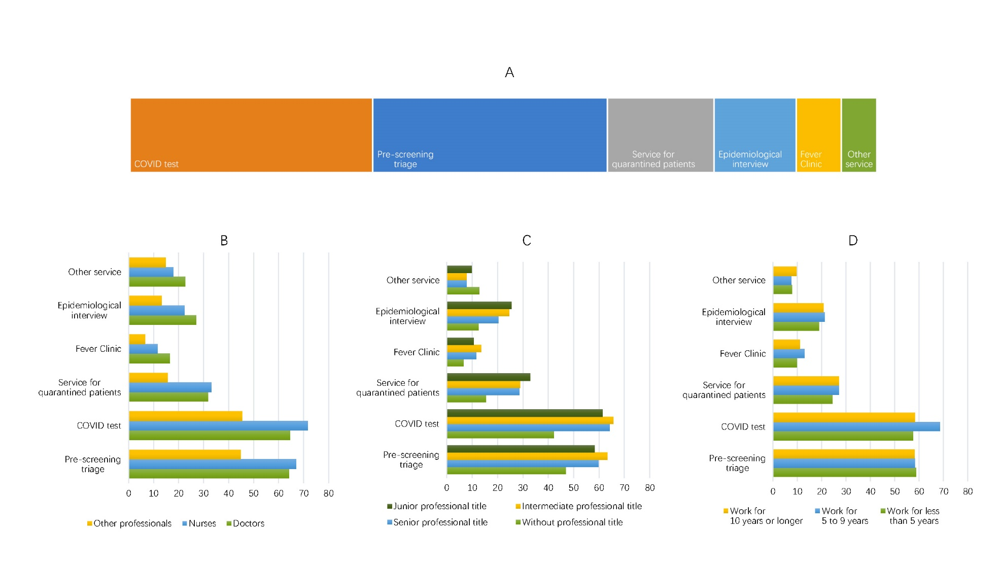 A
COVID test
Pre-screening
triage
Service for
quarantined patients
Epidemiological
interview
Fever
Clinic
Other
service
B
Other service
Epidemiological
interview
Fever Clinic
Service for
quarantined patients
COVID test
Pre-screening
triage
0 10 20 30 40 50 60 70 80
Other professionals Nurses Doctors
C
Other service
Epidemiological
interview
Fever Clinic
Service for
quarantined patients
COVID test
Pre-screening
triage
0 10 20 30 40 50 60 70 80
Junior professional title Intermediate professional title
Senior professional title Without professional title
D
Other service
Epidemiological
interview
Fever Clinic
Service for
quarantined patients
COVID test
Pre-screening
triage
0 10 20 30 40 50 60 70 80
Work for
10 years or longer
Work for
5 to 9 years
Work for less
than 5 years